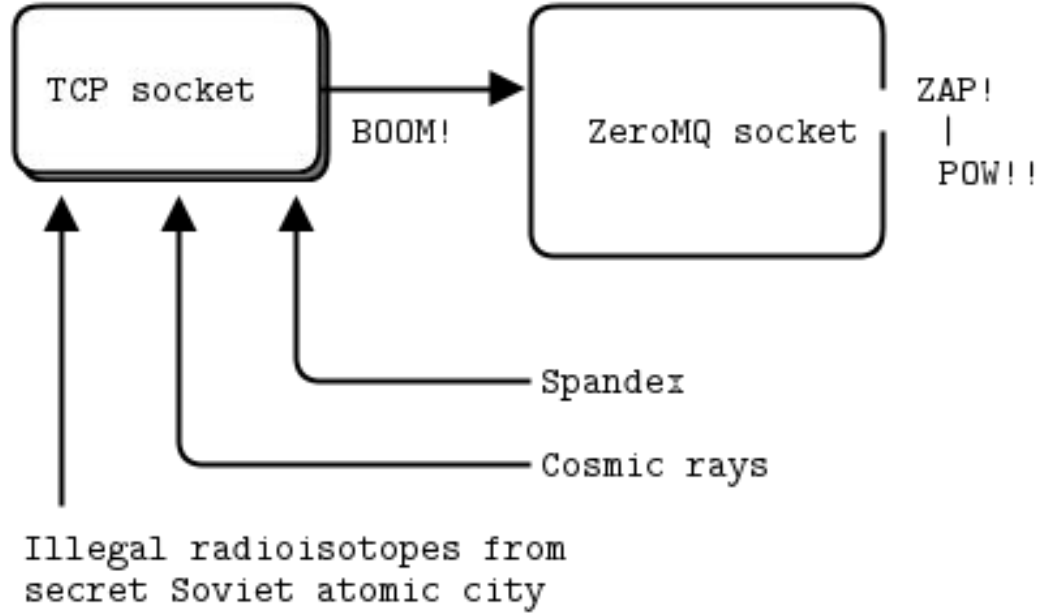 TCP socket
BOOM!
ZeroMQ socket
ZAP!
|
POW!!
Spandex
Cosmic rays
Illegal radioisotopes from
secret Soviet atomic city